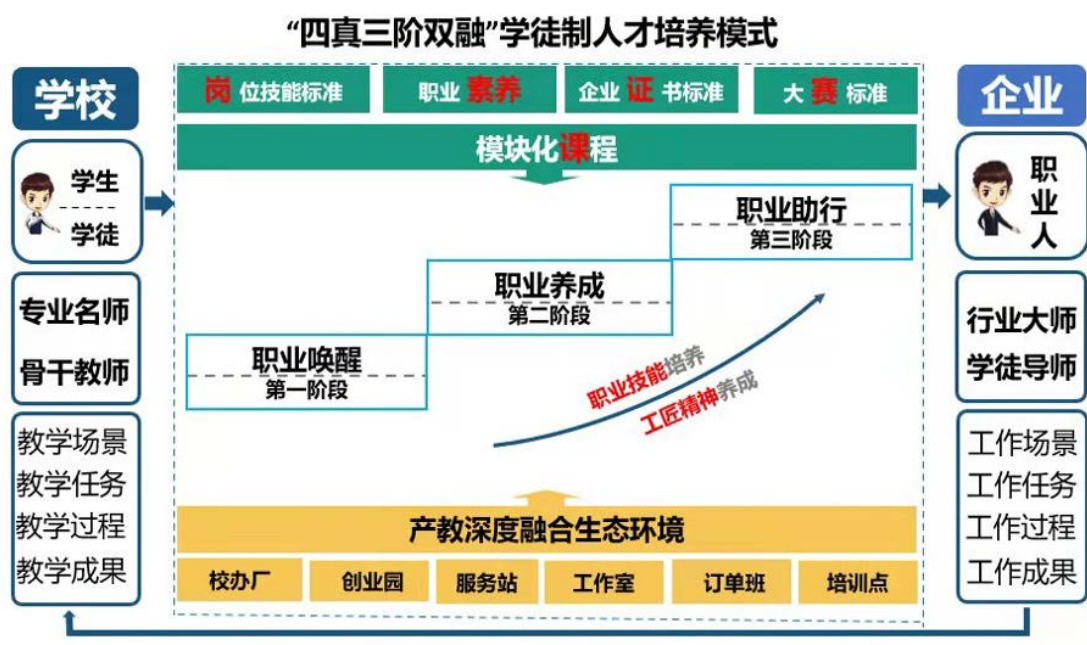 “四真三阶双融”学徒制人才培养模式
学校
学生
学徒
专业名师
骨干教师
教学场景
教学任务
教学过程
教学成果
岗位技能标准
职业素养
企业证书标准
大赛标准
模块化课程
职业助行
第三阶段
职业养成
第二阶段
职业唤醒
第一阶段
职业技能培养
工匠精神养成
产教深度融合生态环境
校办厂
创业园
服务站
工作室
订单班
培训点
企业
职业人
行业大师
学徒导师
工作场景
工作任务
工作过程
工作成果